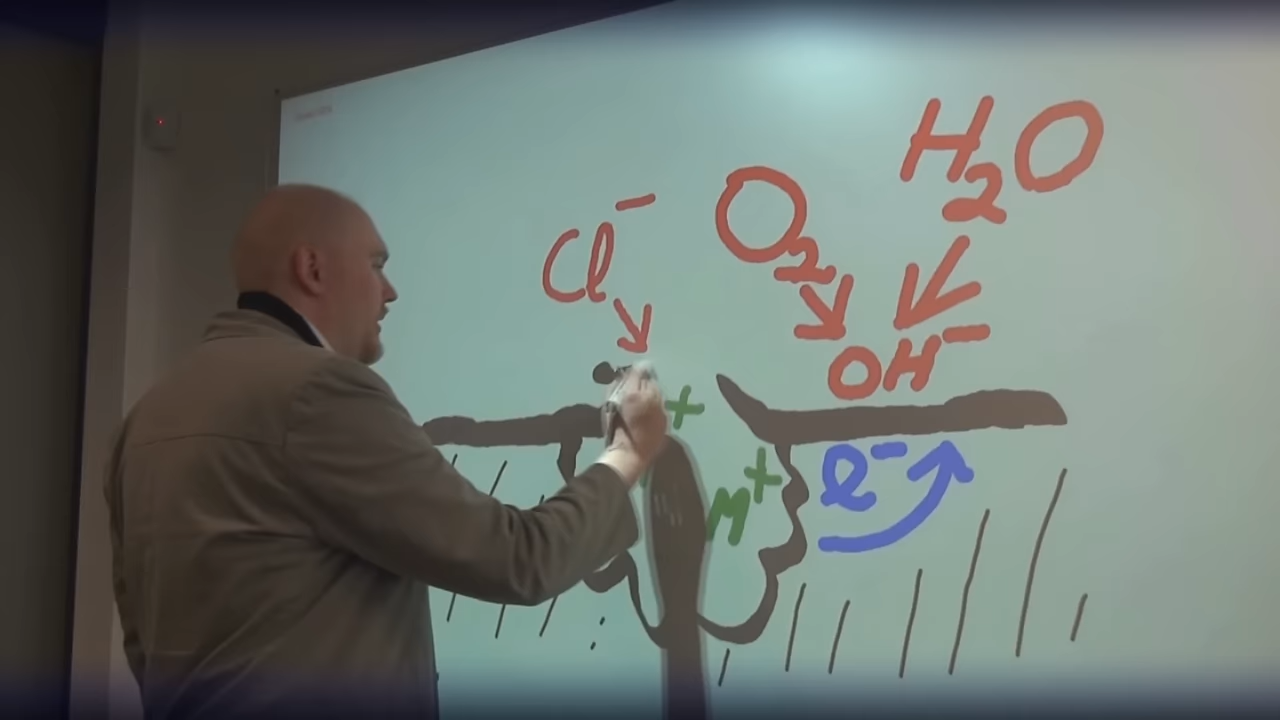 H₂O
O₂
Cl⁻
OH⁻
+
M⁺
e⁻